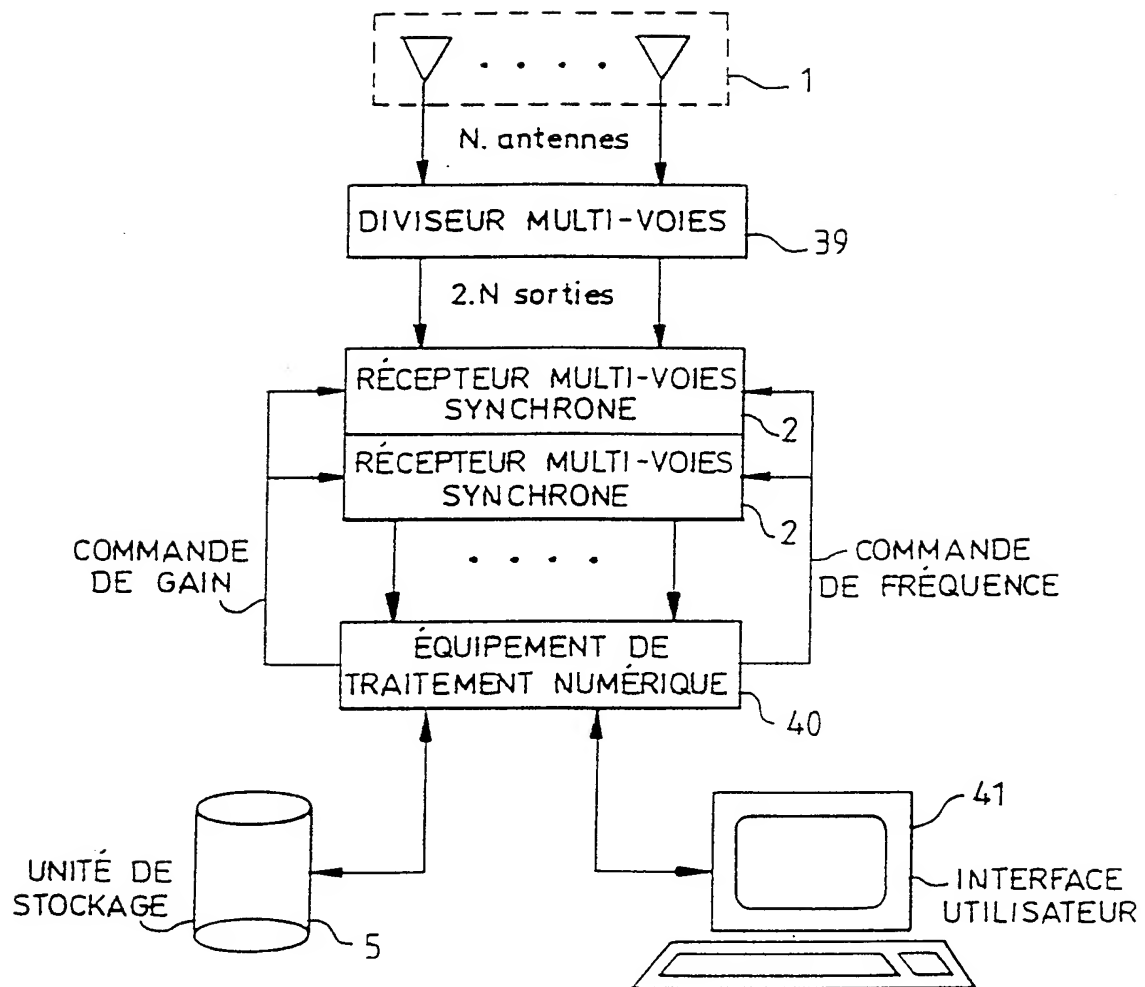 1
N. antennes
DIVISEUR MULTI-VOIES
39
2.N sorties
RÉCEPTEUR MULTI-VOIES
SYNCHRONE
2
RÉCEPTEUR MULTI-VOIES
SYNCHRONE
2
COMMANDE
DE GAIN
COMMANDE
DE FRÉQUENCE
ÉQUIPEMENT DE
TRAITEMENT NUMÉRIQUE
40
41
UNITÉ DE
STOCKAGE
5
INTERFACE
UTILISATEUR